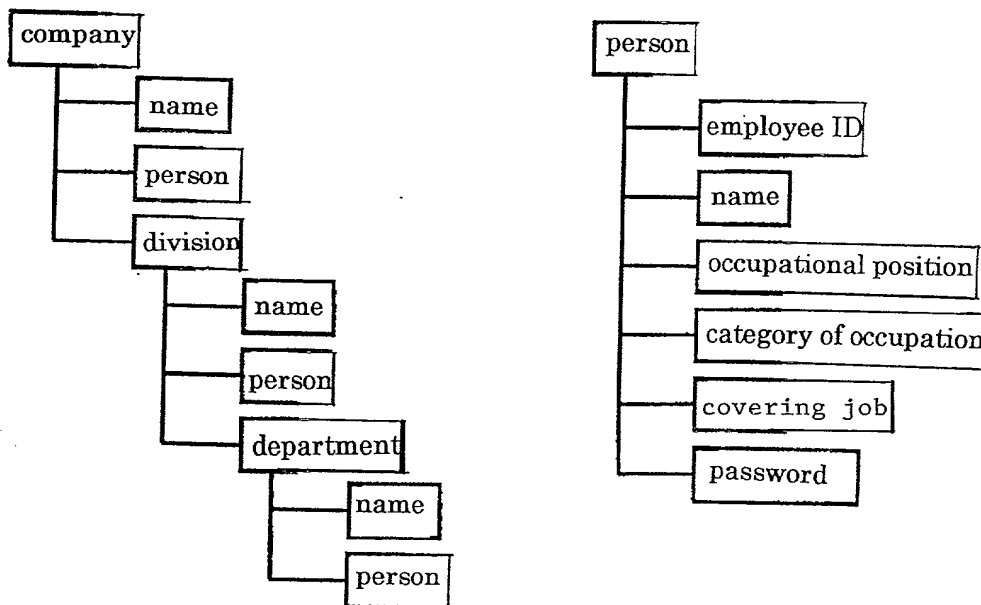 company
name
person
division
name
person
department
name
person
person
employee ID
name
occupational position
category of occupation
covering job
password